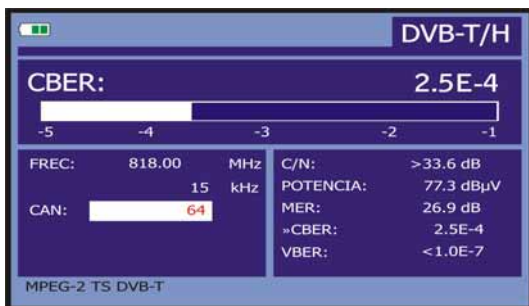 DVB-T/H
CBER: 2.5E-4
-5 -4 -3 -2 -1
FREC: 818.00 MHz
15 kHz
CAN: 64
C/N: >33.6 dB
POTENCIA: 77.3 dBµV
MER: 26.9 dB
»CBER: 2.5E-4
VBER: <1.0E-7
MPEG-2 TS DVB-T